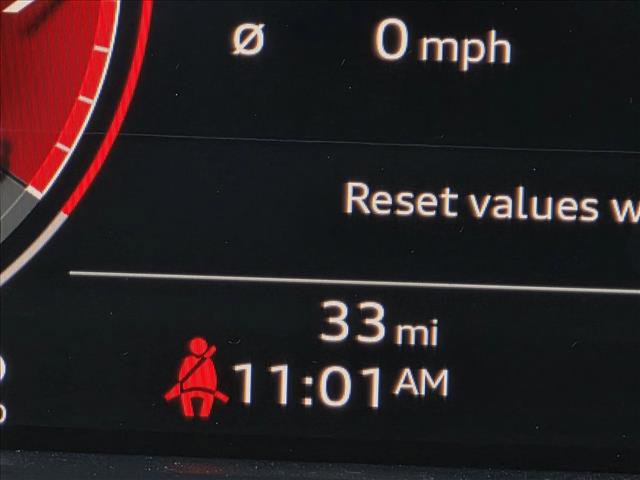 Ø 0 mph
Reset values
33 mi
11:01 AM